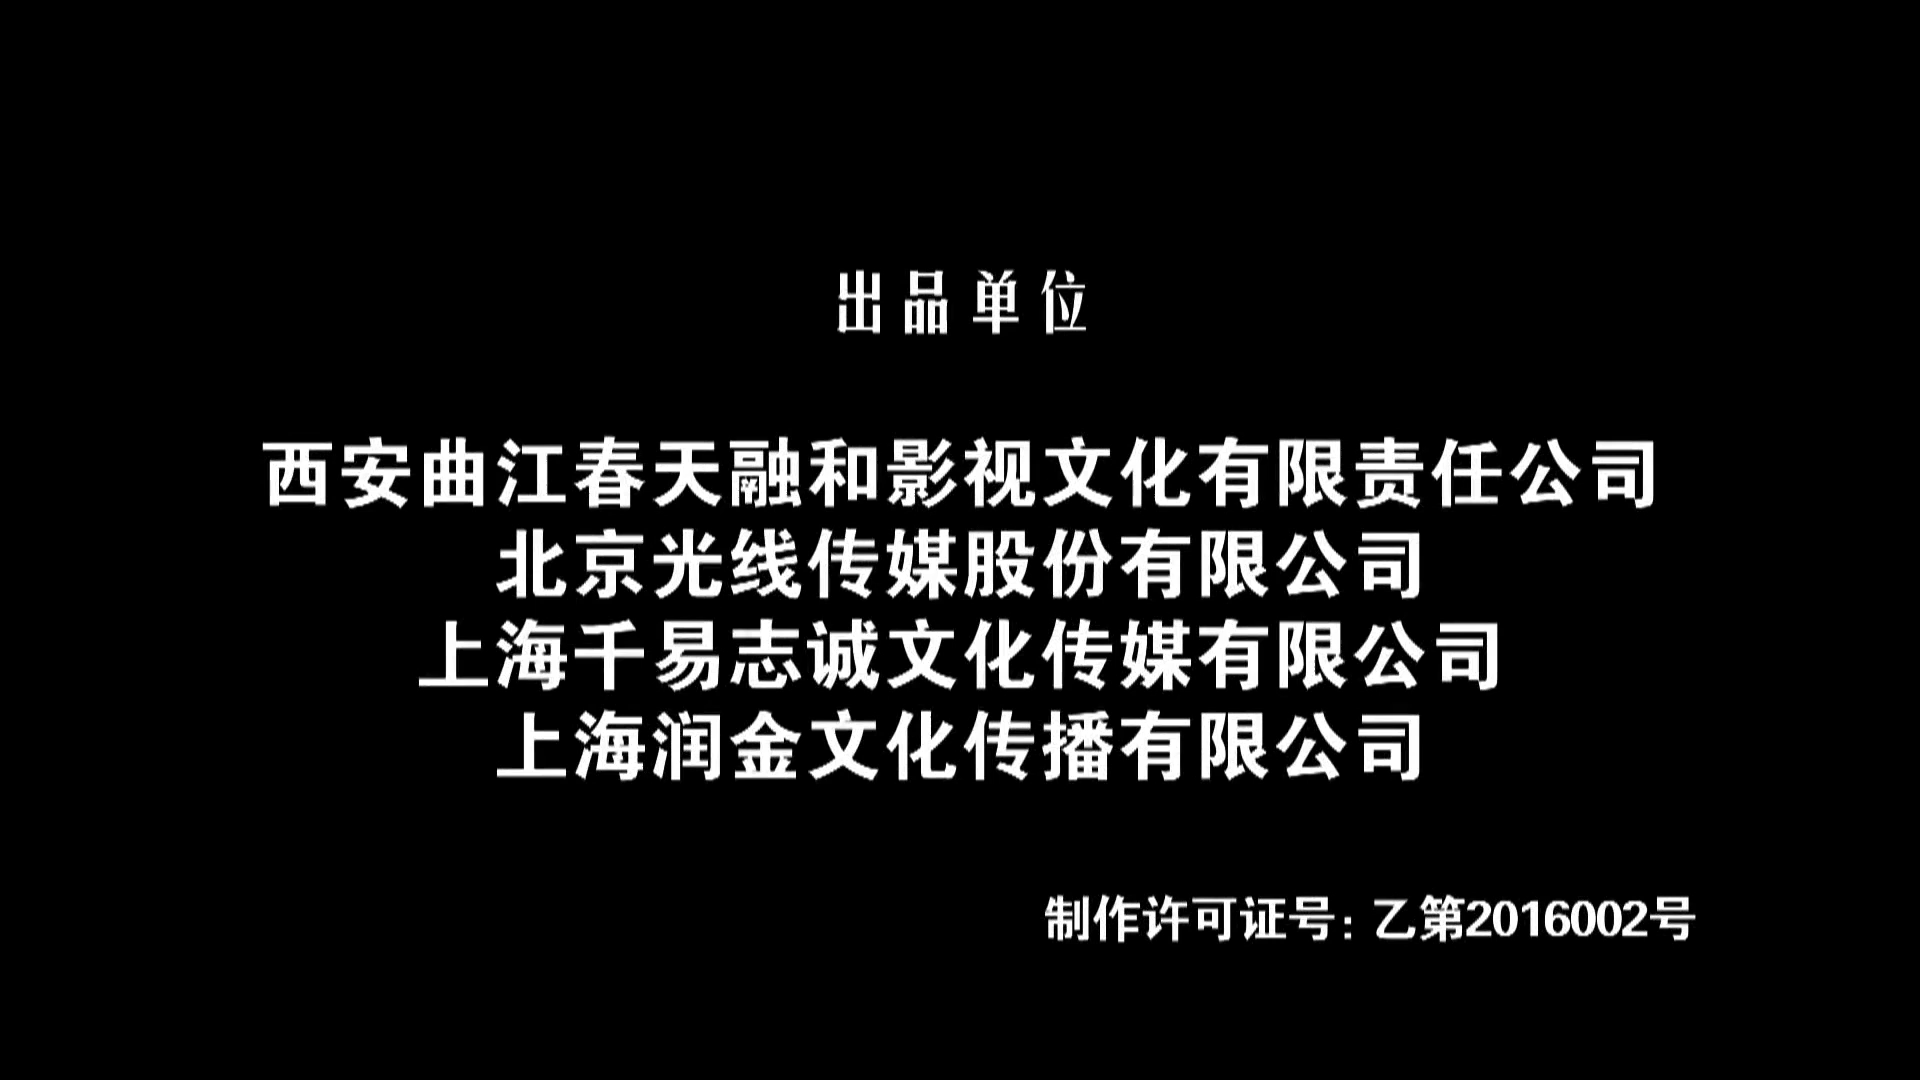 出品单位
西安曲江春天融和影视文化有限责任公司
北京光线传媒股份有限公司
上海千易志诚文化传媒有限公司
上海润金文化传播有限公司
制作许可证号：乙第2016002号